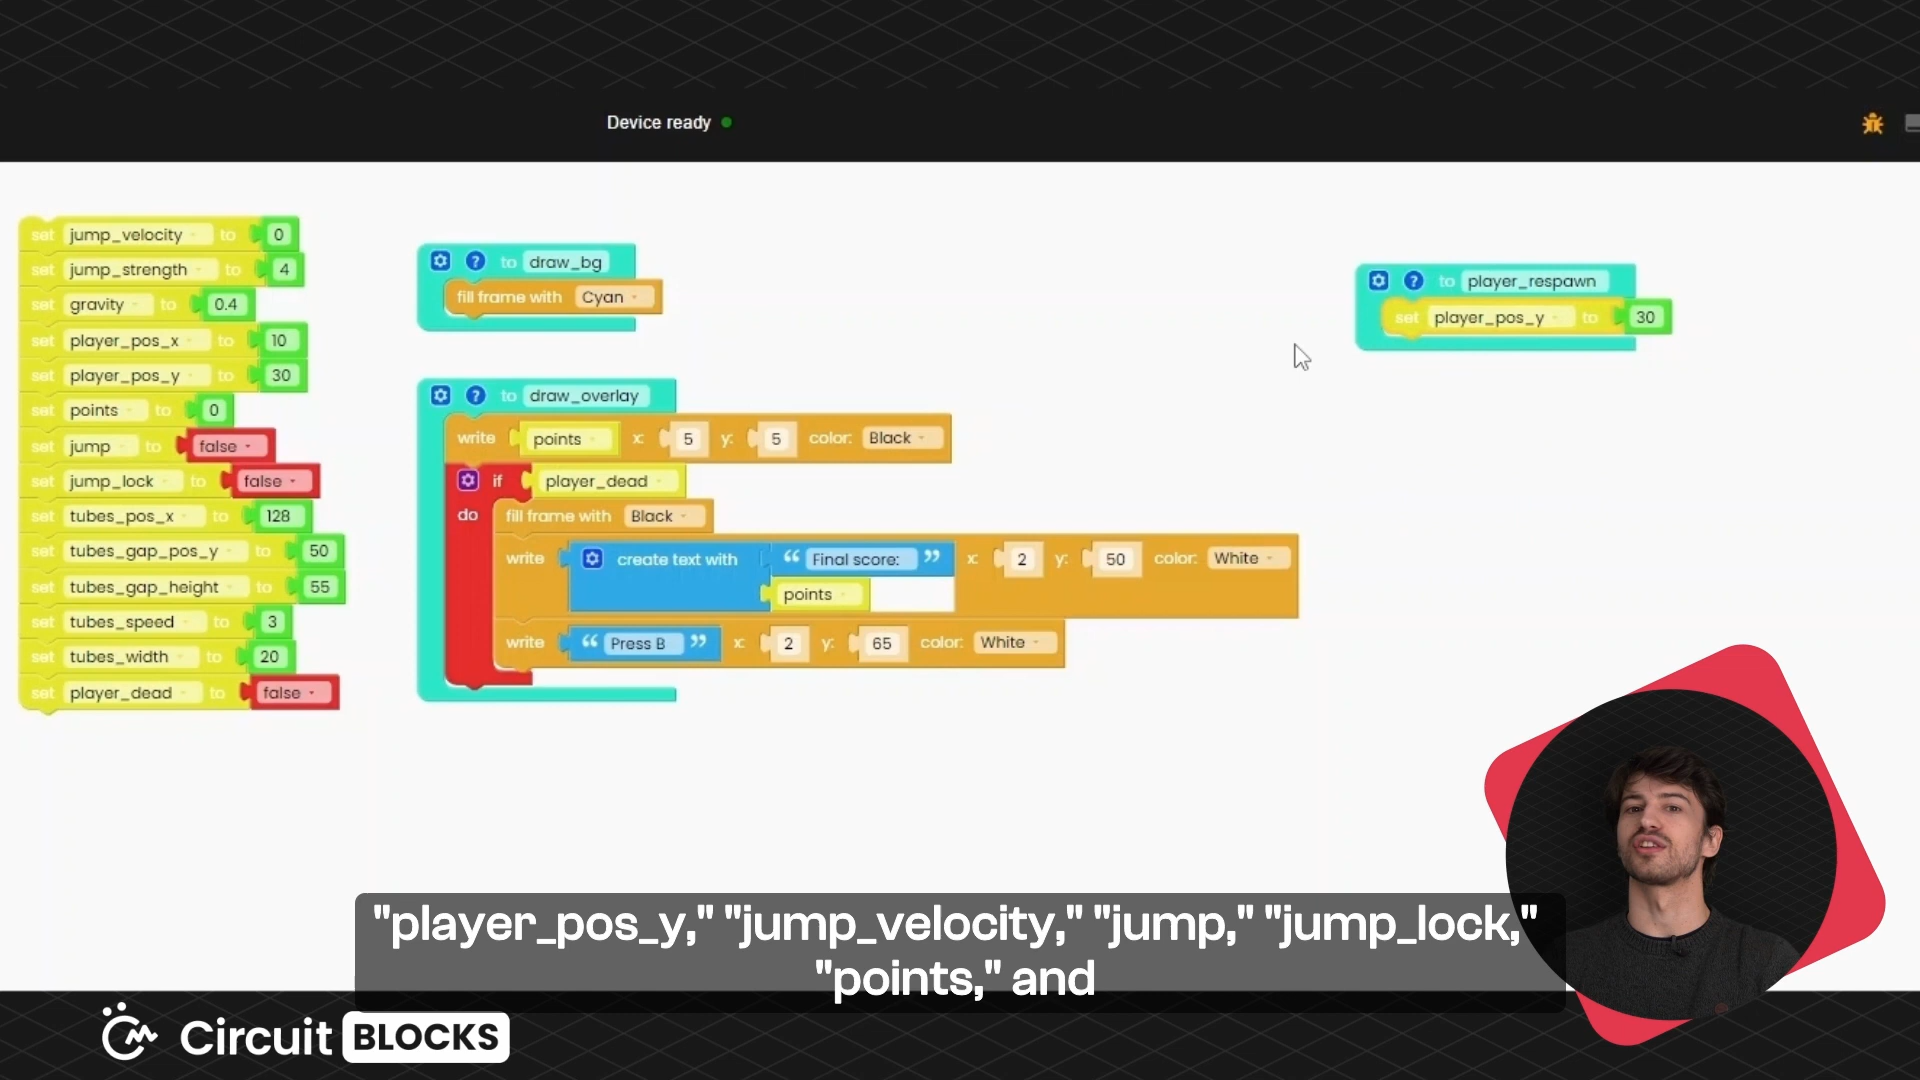 Device ready
set jump_velocity to 0
set jump_strength to 4
set gravity to 0.4
set player_pos_x to 10
set player_pos_y to 30
set points to 0
set jump to false
set jump_lock to false
set tubes_pos_x to 128
set tubes_gap_pos_y to 50
set tubes_gap_height to 55
set tubes_speed to 3
set tubes_width to 20
set player_dead to false
? to draw_bg
fill frame with Cyan
? to draw_overlay
write points x: 5 y: 5 color: Black
if player_dead
do fill frame with Black
write create text with “ Final score: ” x: 2 y: 50 color: White
points
write “ Press B ” x: 2 y: 65 color: White
? to player_respawn
set player_pos_y to 30
"player_pos_y," "jump_velocity," "jump," "jump_lock,"
"points," and
Circuit BLOCKS